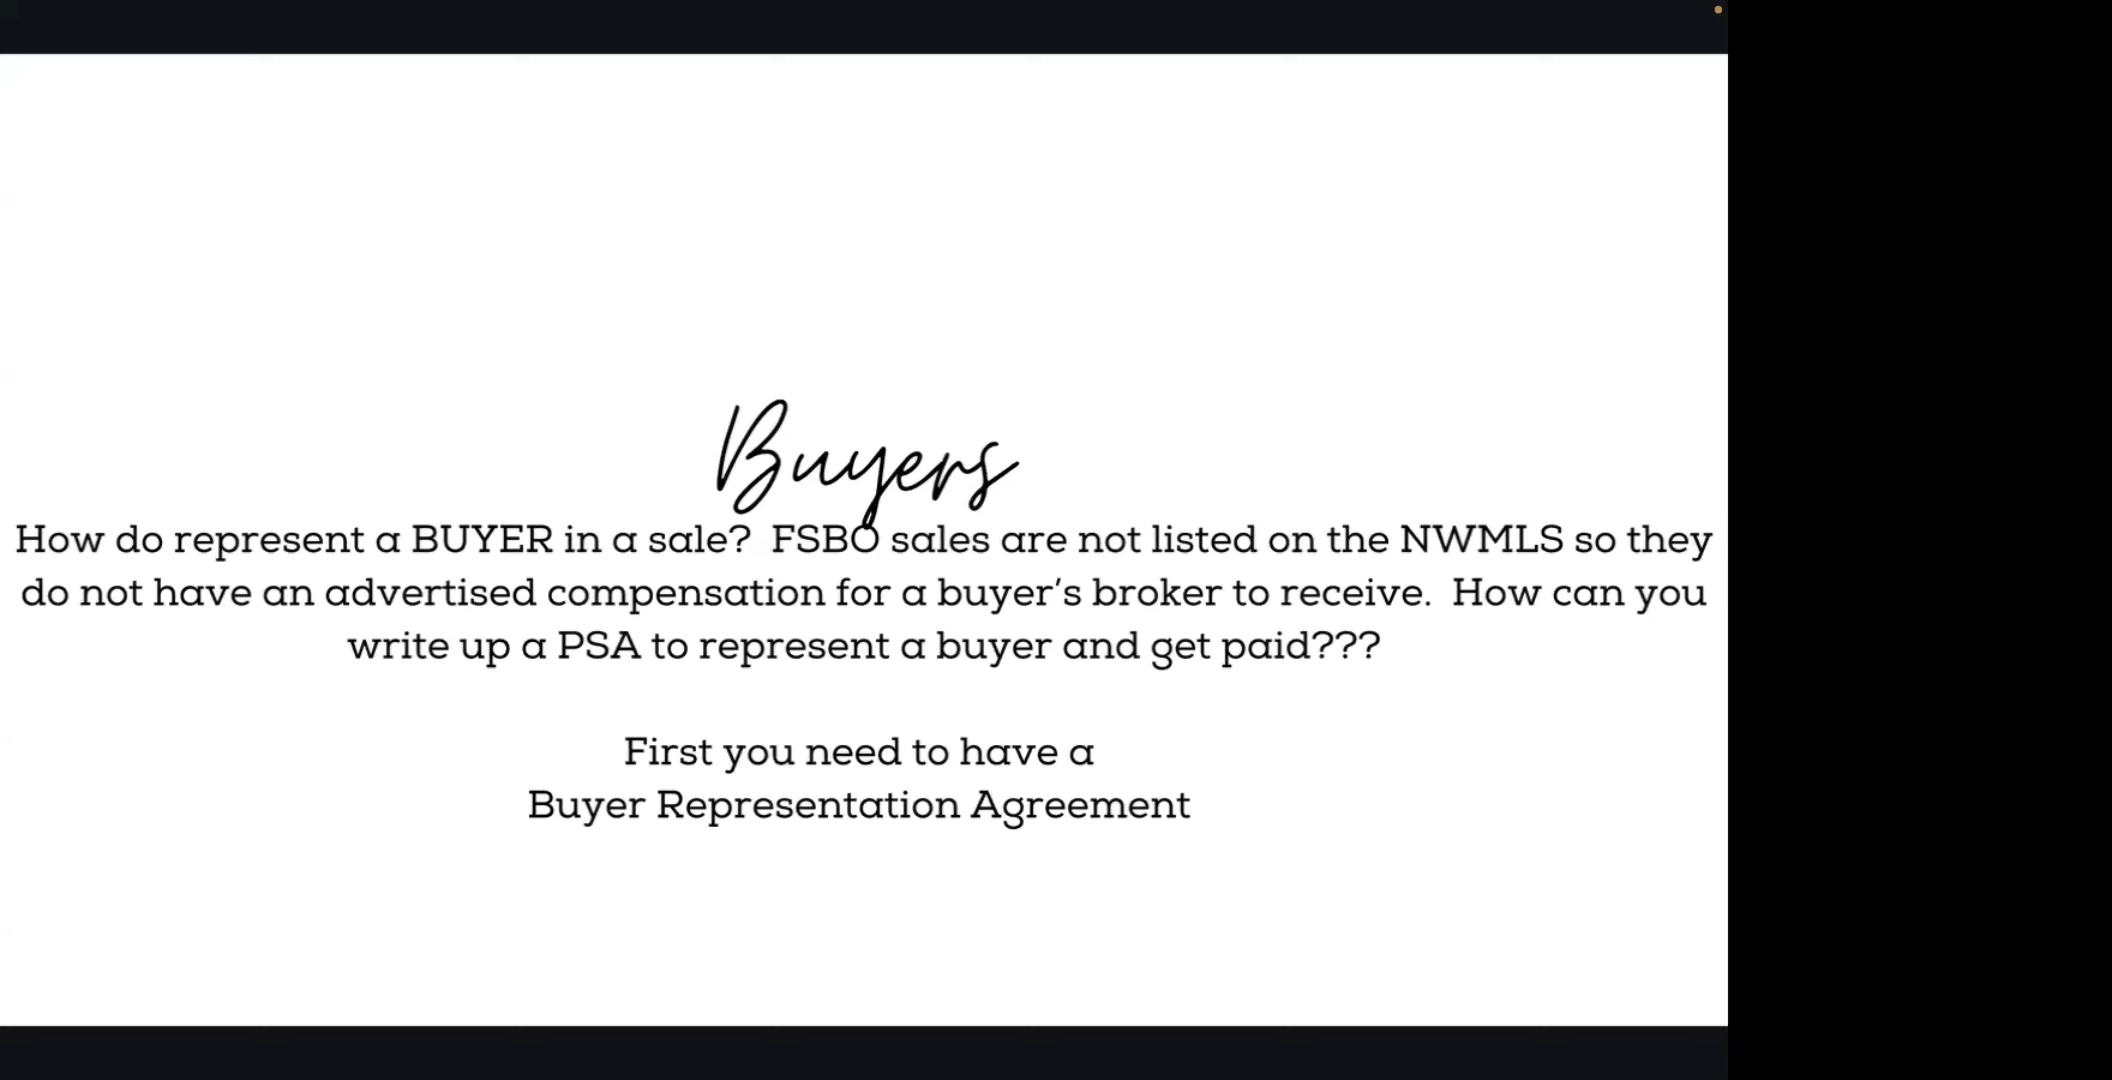 Buyers
How do represent a BUYER in a sale?  FSBO sales are not listed on the NWMLS so they
do not have an advertised compensation for a buyer’s broker to receive.  How can you
write up a PSA to represent a buyer and get paid???
First you need to have a
Buyer Representation Agreement